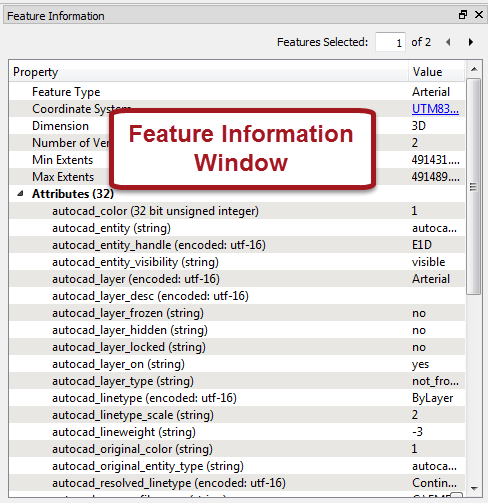 Feature Information
Features Selected: 1 of 2
Property Value
Feature Type Arterial
Coordinate System UTM83...
Dimension 3D
Number of Ver 2
Min Extents 491431....
Max Extents 491489....
Feature Information
Window
Attributes (32)
autocad_color (32 bit unsigned integer) 1
autocad_entity (string) autoca...
autocad_entity_handle (encoded: utf-16) E1D
autocad_entity_visibility (string) visible
autocad_layer (encoded: utf-16) Arterial
autocad_layer_desc (encoded: utf-16)
autocad_layer_frozen (string) no
autocad_layer_hidden (string) no
autocad_layer_locked (string) no
autocad_layer_on (string) yes
autocad_layer_type (string) not_fro...
autocad_linetype (encoded: utf-16) ByLayer
autocad_linetype_scale (string) 2
autocad_lineweight (string) -3
autocad_original_color (string) 1
autocad_original_entity_type (string) autoca...
autocad_resolved_linetype (encoded: utf-16) Contin...